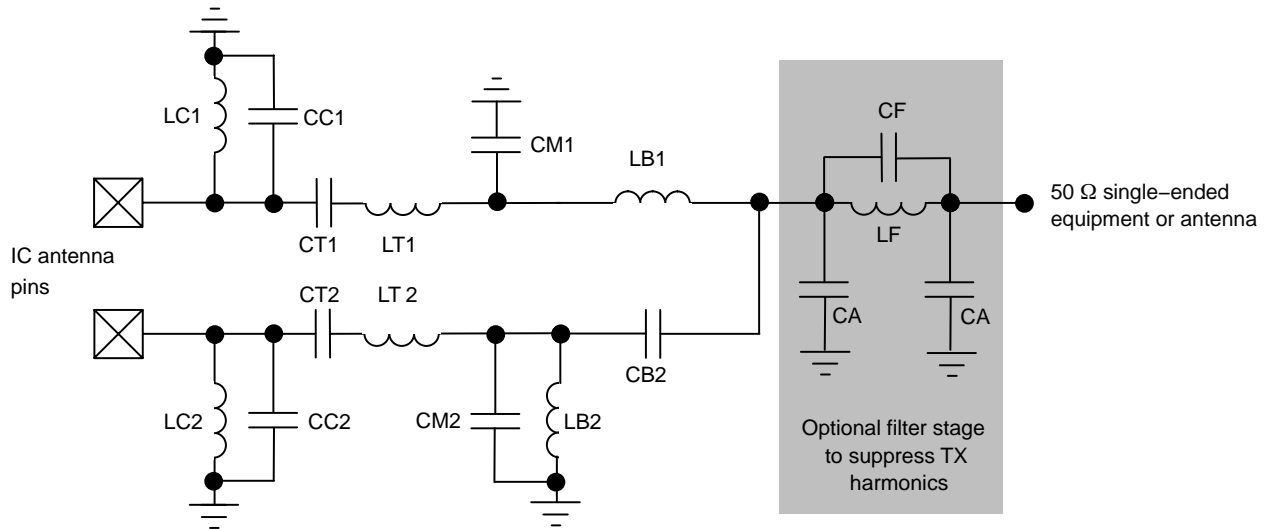 LC1
CC1
CM1
LB1
CF
CT1
LT1
LF
50 Ω single−ended
equipment or antenna
IC antenna
pins
CT2
LT 2
CB2
CA
CA
LC2
CC2
CM2
LB2
Optional filter stage
to suppress TX
harmonics